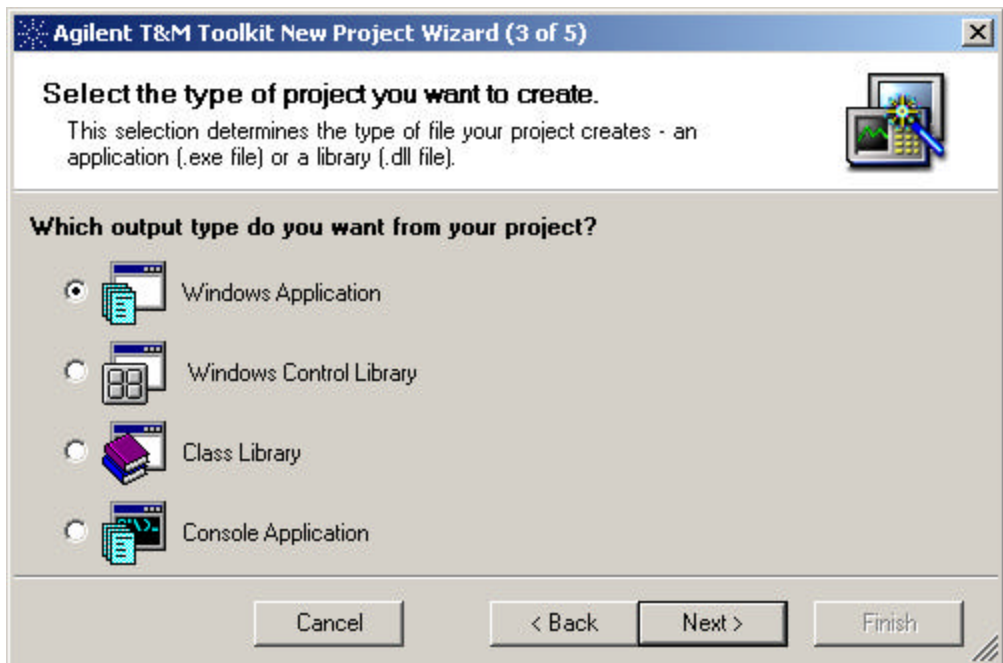 Agilent T&M Toolkit New Project Wizard (3 of 5)
Select the type of project you want to create.
This selection determines the type of file your project creates - an
application (.exe file) or a library (.dll file).
Which output type do you want from your project?
Windows Application
Windows Control Library
Class Library
Console Application
Cancel
< Back
Next >
Finish